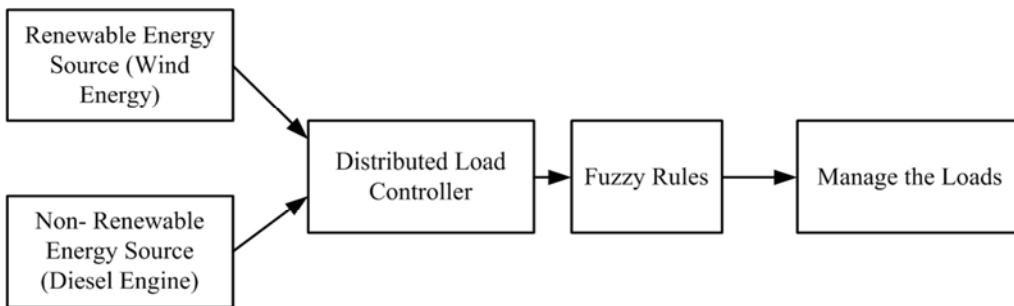 Renewable Energy
Source (Wind
Energy)
Non- Renewable
Energy Source
(Diesel Engine)
Distributed Load
Controller
Fuzzy Rules
Manage the Loads